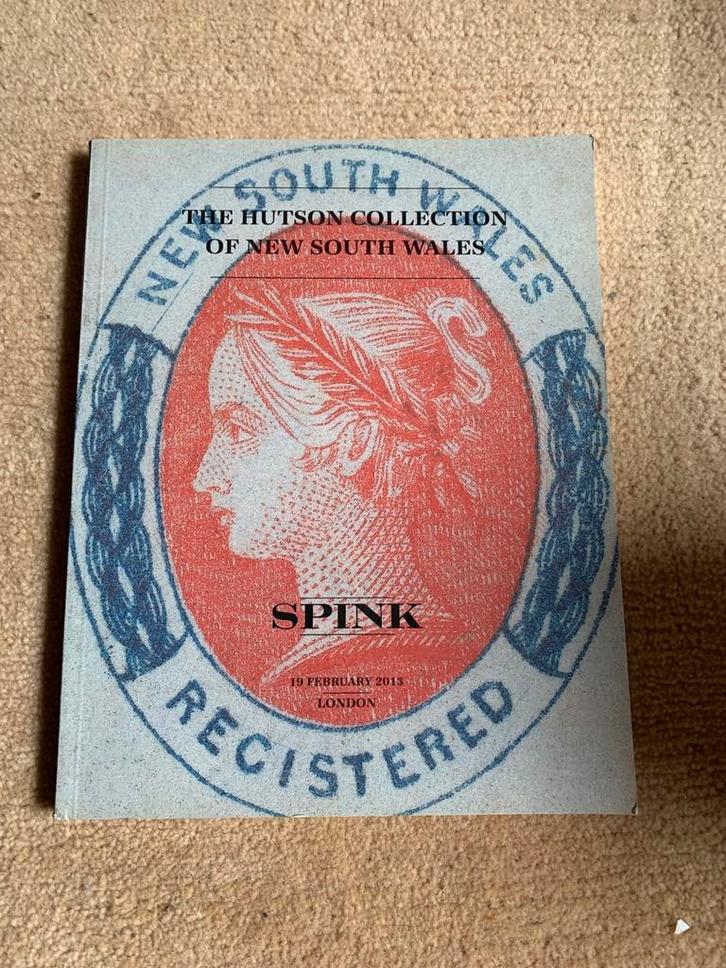 NEW SOUTH WALES
THE HUTSON COLLECTION
OF NEW SOUTH WALES
SPINK
19 FEBRUARY 2013
LONDON
REGISTERED